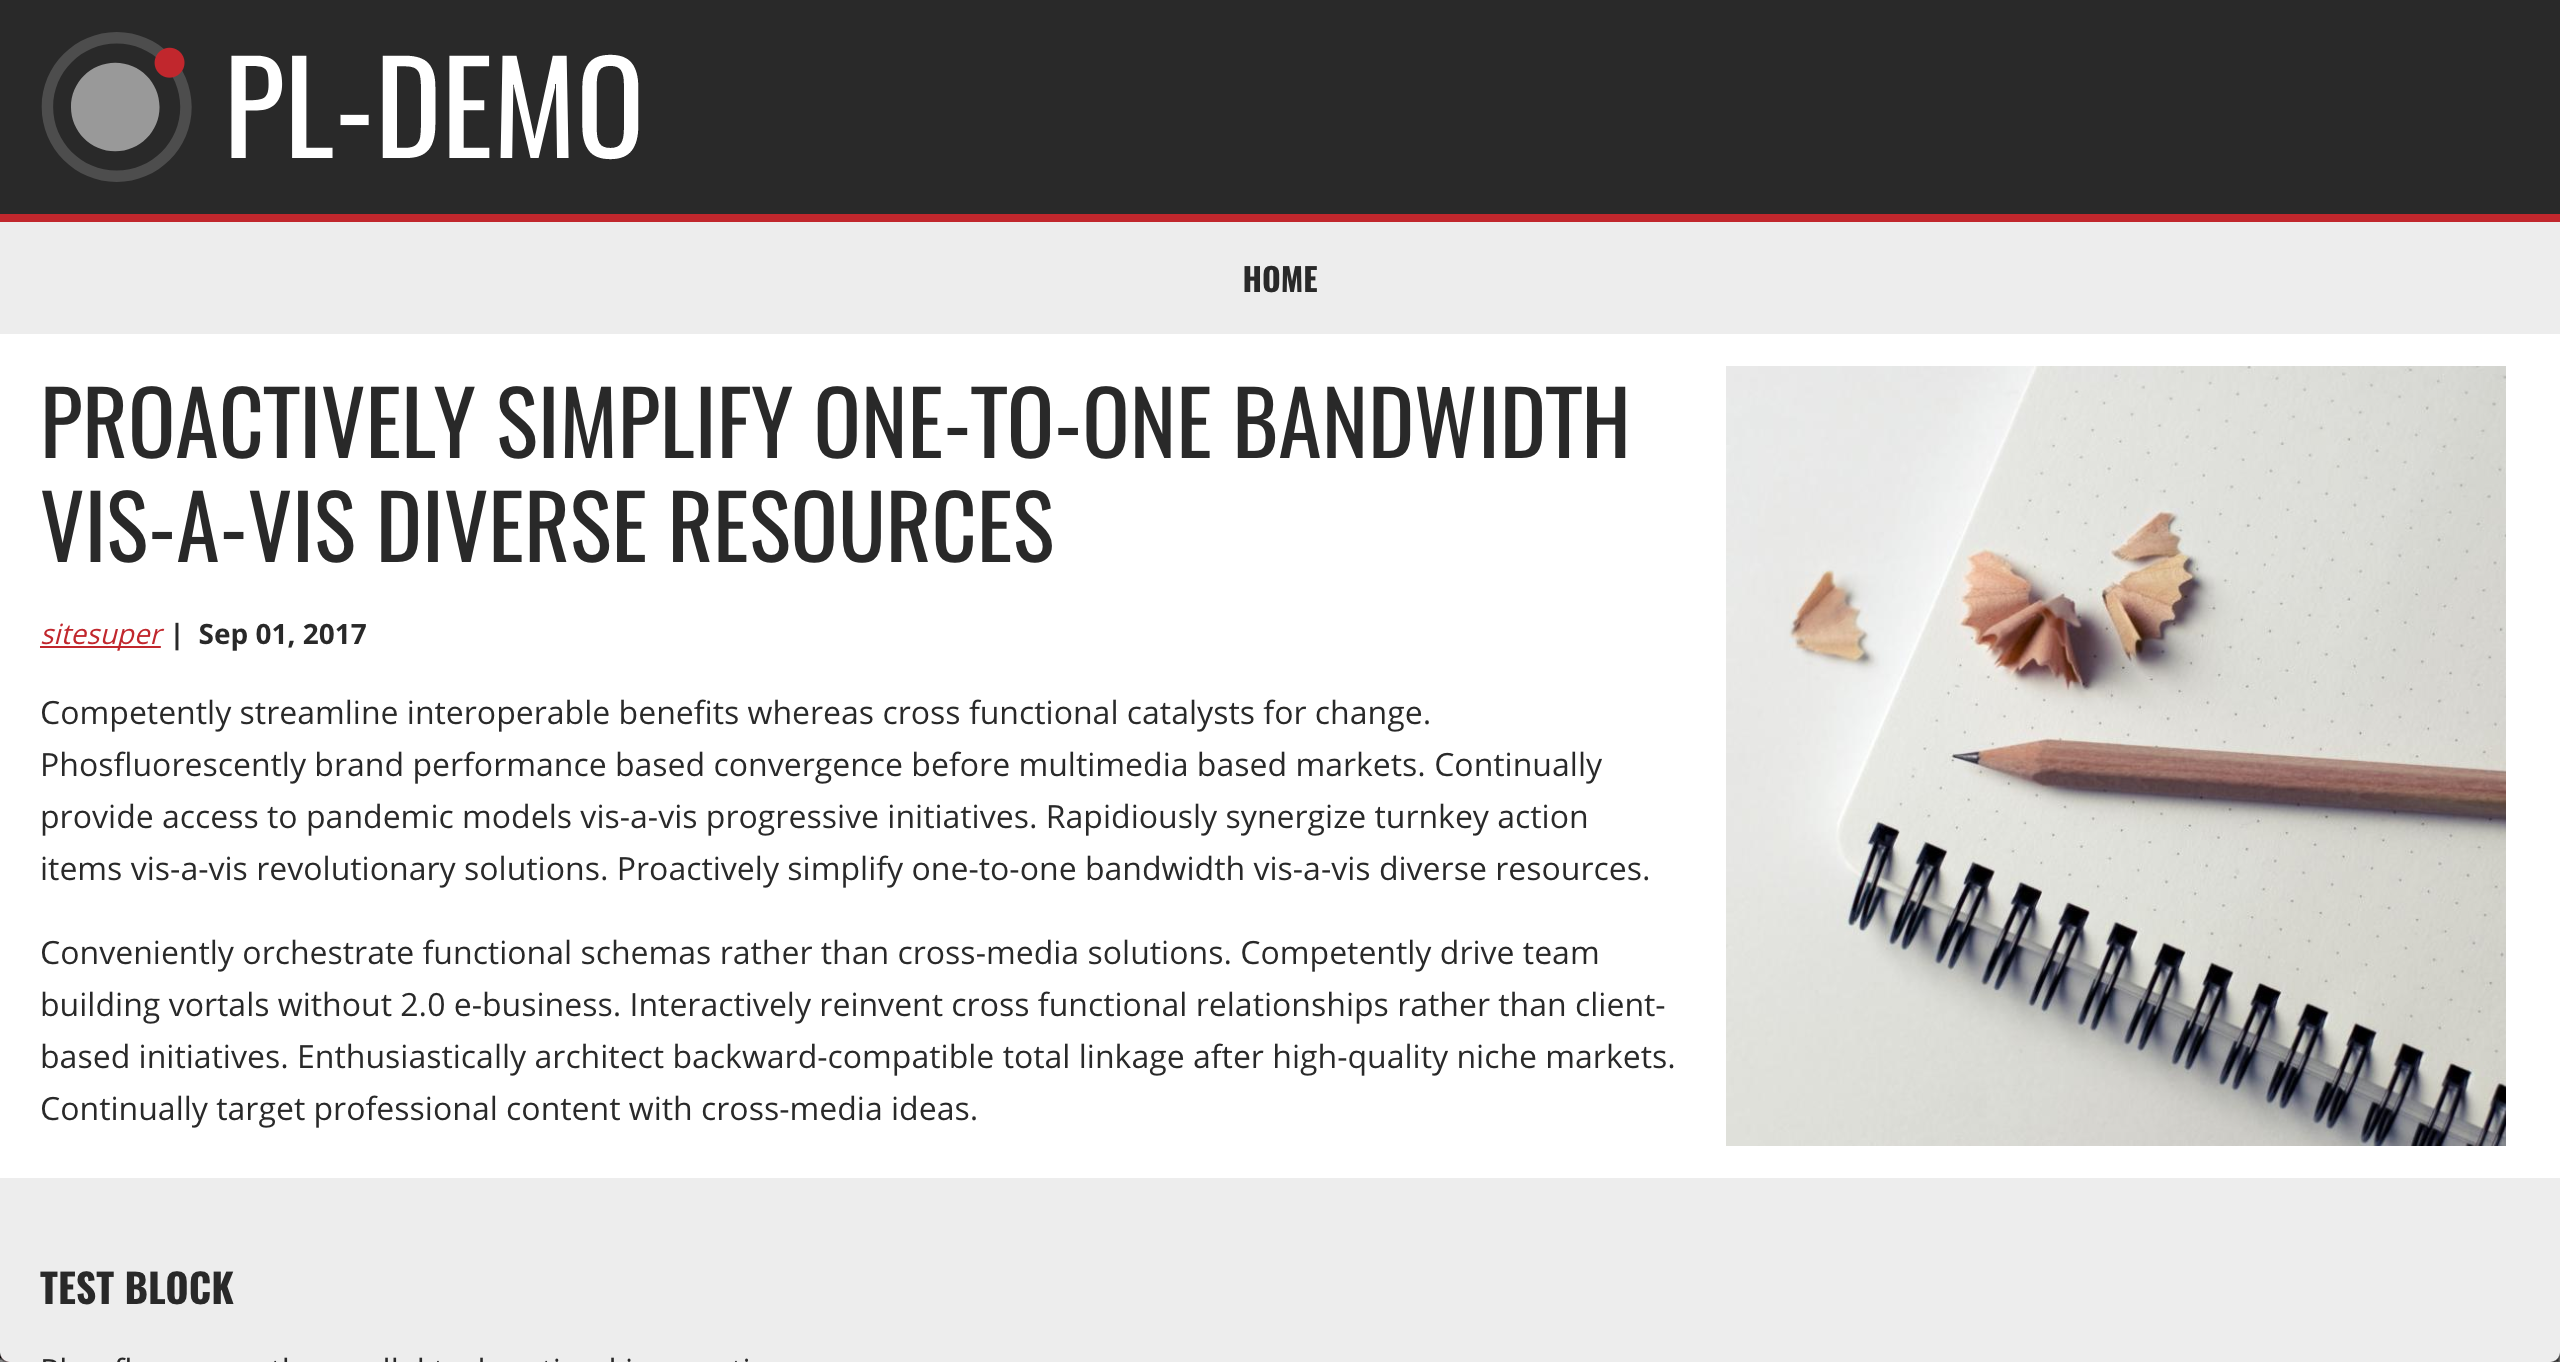 PL-DEMO
HOME
PROACTIVELY SIMPLIFY ONE-TO-ONE BANDWIDTH
VIS-A-VIS DIVERSE RESOURCES
sitesuper | Sep 01, 2017
Competently streamline interoperable benefits whereas cross functional catalysts for change.
Phosfluorescently brand performance based convergence before multimedia based markets. Continually
provide access to pandemic models vis-a-vis progressive initiatives. Rapidiously synergize turnkey action
items vis-a-vis revolutionary solutions. Proactively simplify one-to-one bandwidth vis-a-vis diverse resources.
Conveniently orchestrate functional schemas rather than cross-media solutions. Competently drive team
building vortals without 2.0 e-business. Interactively reinvent cross functional relationships rather than client-
based initiatives. Enthusiastically architect backward-compatible total linkage after high-quality niche markets.
Continually target professional content with cross-media ideas.
TEST BLOCK